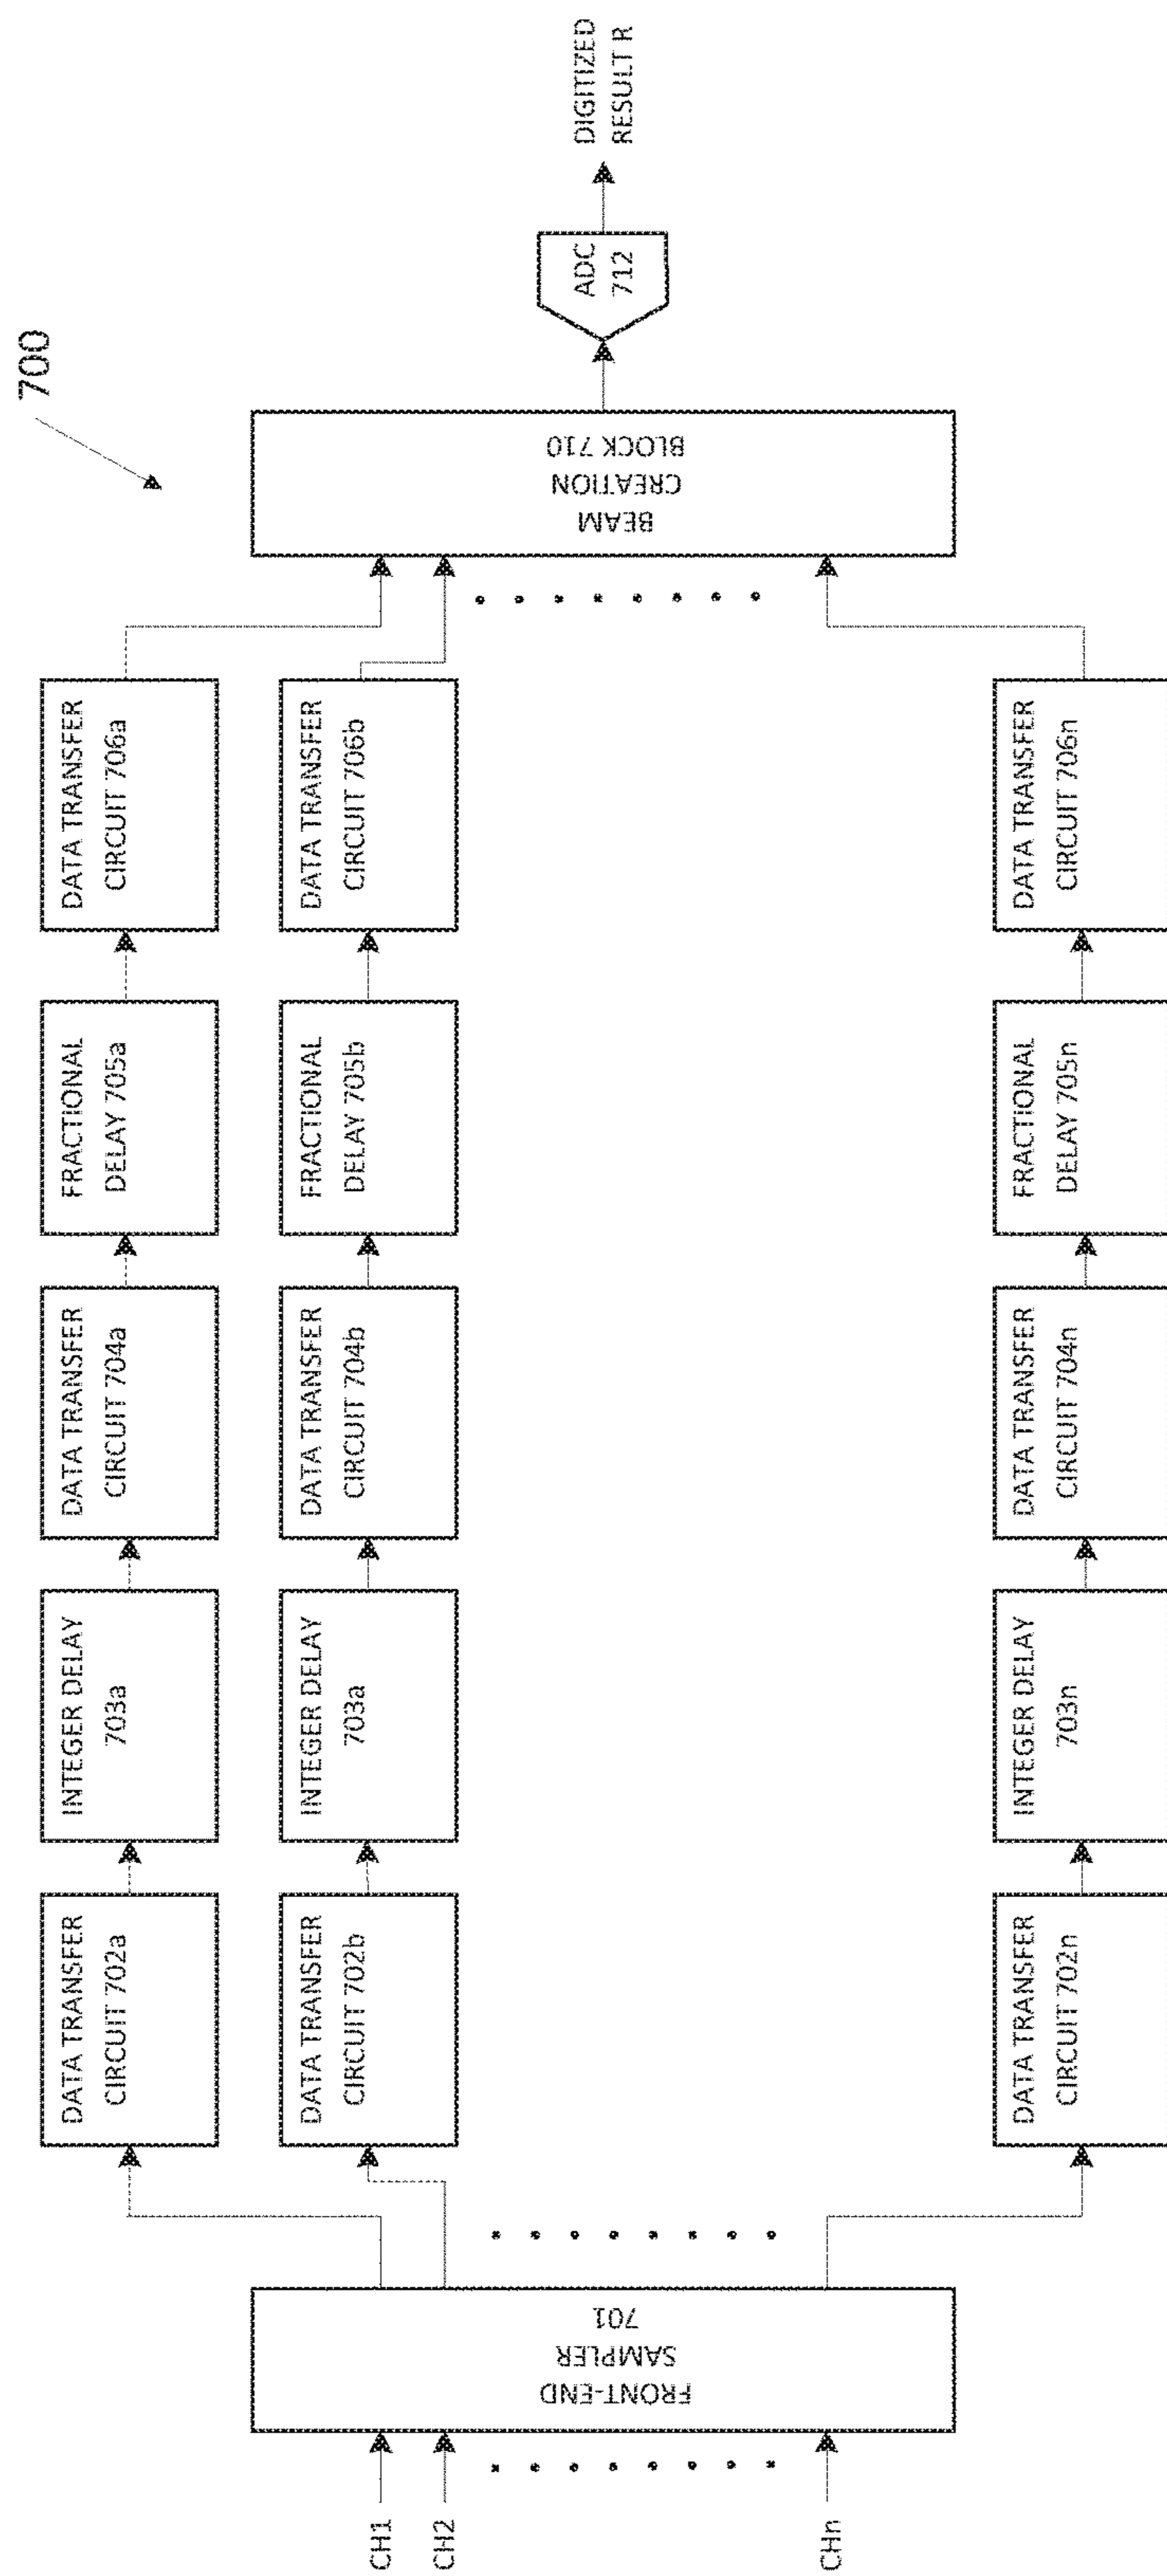 700
CH1
CH2
CHn
FRONT-END
SAMPLER
701
DATA TRANSFER
CIRCUIT 702a
INTEGER DELAY
703a
DATA TRANSFER
CIRCUIT 704a
FRACTIONAL
DELAY 705a
DATA TRANSFER
CIRCUIT 706a
DATA TRANSFER
CIRCUIT 702b
INTEGER DELAY
703a
DATA TRANSFER
CIRCUIT 704b
FRACTIONAL
DELAY 705b
DATA TRANSFER
CIRCUIT 706b
DATA TRANSFER
CIRCUIT 702n
INTEGER DELAY
703n
DATA TRANSFER
CIRCUIT 704n
FRACTIONAL
DELAY 705n
DATA TRANSFER
CIRCUIT 706n
BEAM
CREATION
BLOCK 710
ADC
712
DIGITIZED
RESULT R